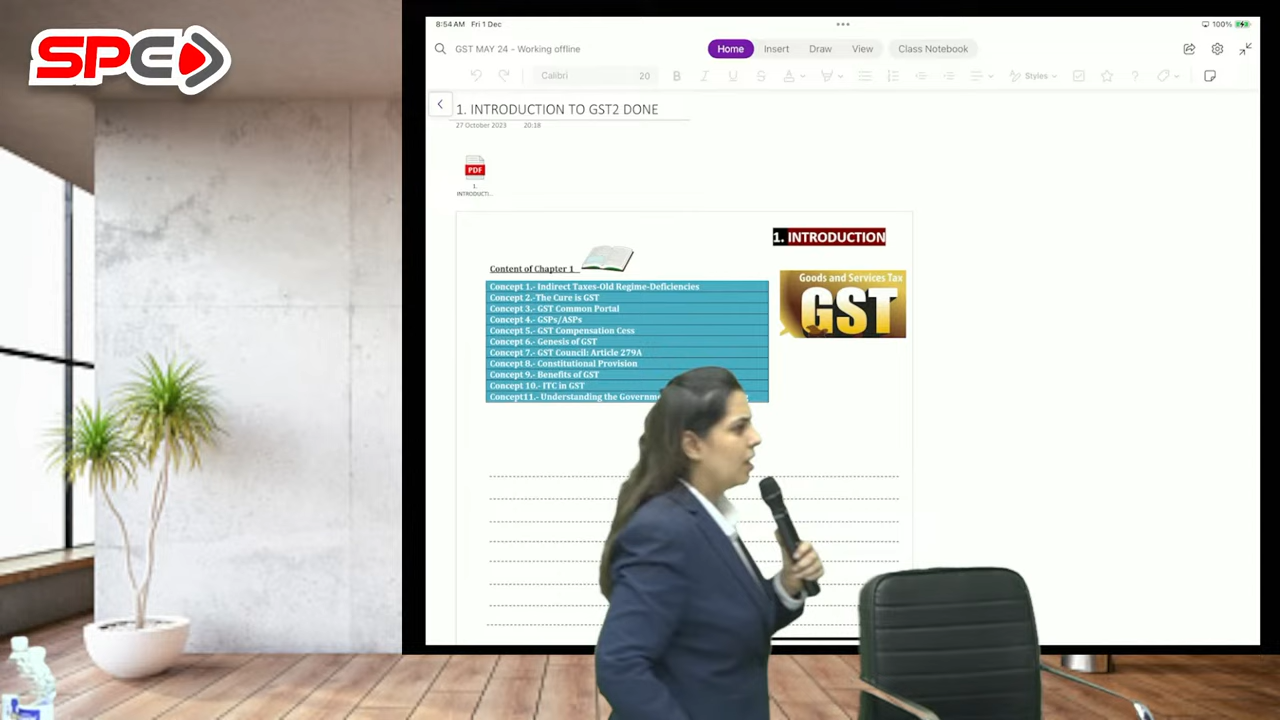 SPED
8:54 AM Fri 1 Dec
100%
GST MAY 24 - Working offline
Home Insert Draw View Class Notebook
Calibri 20 B I U S A Styles ?
1. INTRODUCTION TO GST2 DONE
27 October 2023 20:18
PDF
1.
INTRODUCTI...
1. INTRODUCTION
Content of Chapter 1
Goods and Services Tax
GST
Concept 1.- Indirect Taxes-Old Regime-Deficiencies
Concept 2.-The Cure is GST
Concept 3.- GST Common Portal
Concept 4.- GSPs/ASPs
Concept 5.- GST Compensation Cess
Concept 6.- Genesis of GST
Concept 7.- GST Council: Article 279A
Concept 8.- Constitutional Provision
Concept 9.- Benefits of GST
Concept 10.- ITC in GST
Concept11.- Understanding the